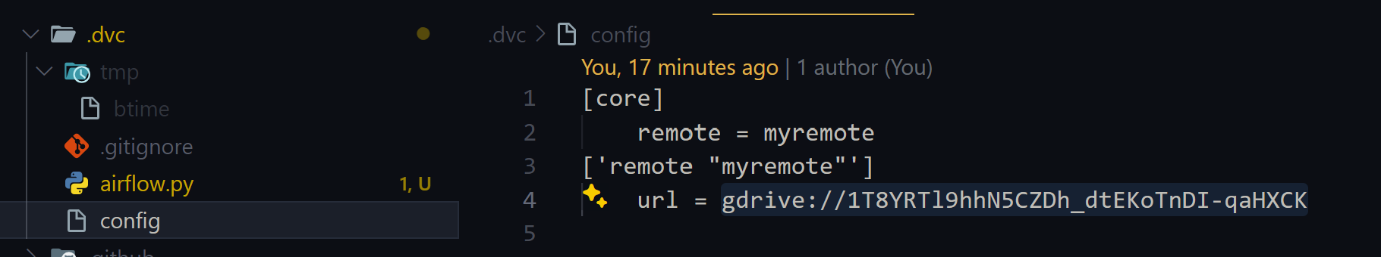 .dvc
tmp
btime
.gitignore
airflow.py 1, U
config
.github
.dvc > config
You, 17 minutes ago | 1 author (You)
1 [core]
2 remote = myremote
3 ['remote "myremote"']
4 url = gdrive://1T8YRTl9hhN5CZDh_dtEKoTnDI-qaHXCK
5